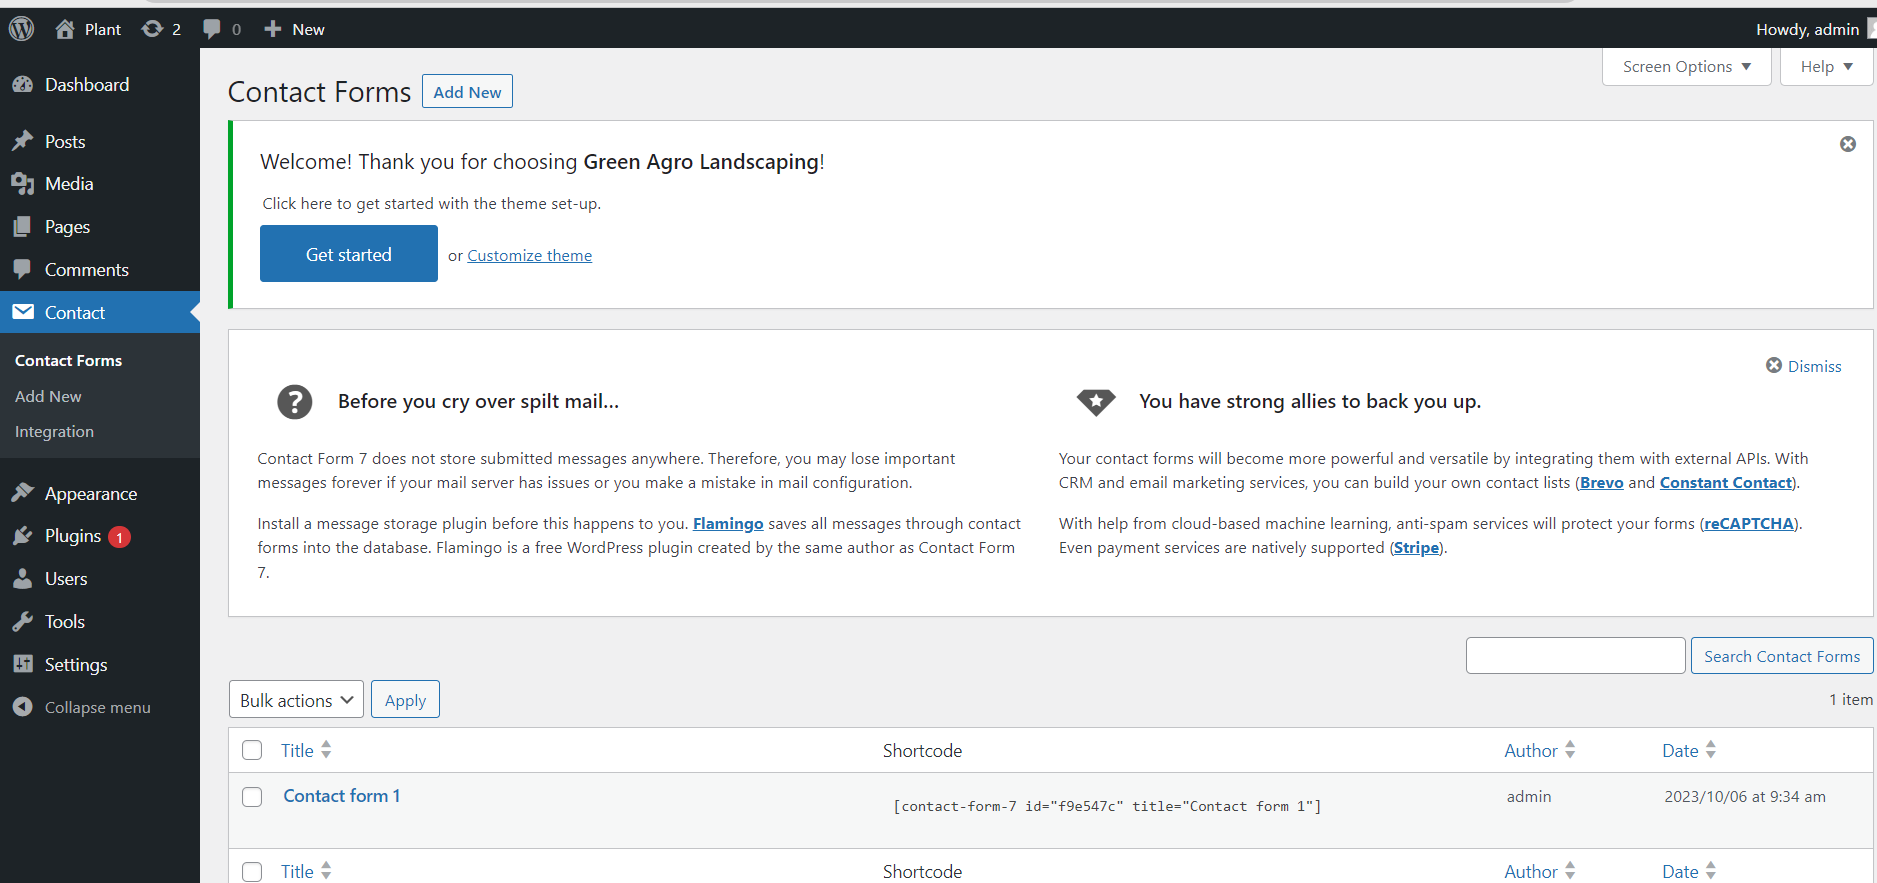 Plant 2 0 New Howdy, admin
Dashboard
Posts
Media
Pages
Comments
Contact
Contact Forms
Add New
Integration
Appearance
Plugins 1
Users
Tools
Settings
Collapse menu
Screen Options Help
Contact Forms Add New
Welcome! Thank you for choosing Green Agro Landscaping!
Click here to get started with the theme set-up.
Get started or Customize theme
Dismiss
Before you cry over spilt mail…
Contact Form 7 does not store submitted messages anywhere. Therefore, you may lose important
messages forever if your mail server has issues or you make a mistake in mail configuration.
Install a message storage plugin before this happens to you. Flamingo saves all messages through contact
forms into the database. Flamingo is a free WordPress plugin created by the same author as Contact Form
7.
You have strong allies to back you up.
Your contact forms will become more powerful and versatile by integrating them with external APIs. With
CRM and email marketing services, you can build your own contact lists (Brevo and Constant Contact).
With help from cloud-based machine learning, anti-spam services will protect your forms (reCAPTCHA).
Even payment services are natively supported (Stripe).
Search Contact Forms
Bulk actions Apply 1 item
Title Shortcode Author Date
Contact form 1 [contact-form-7 id="f9e547c" title="Contact form 1"] admin 2023/10/06 at 9:34 am
Title Shortcode Author Date